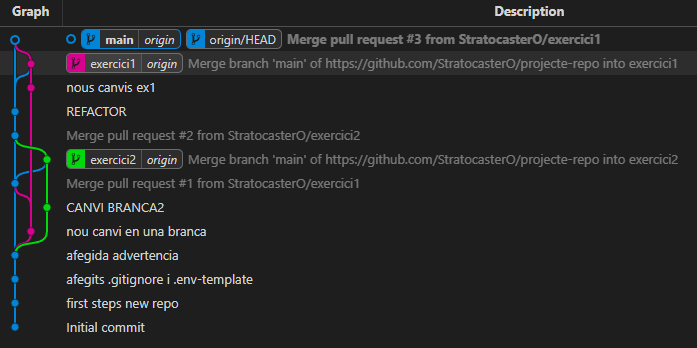 Graph Description
main origin origin/HEAD Merge pull request #3 from StratocasterO/exercici1
exercici1 origin Merge branch 'main' of https://github.com/StratocasterO/projecte-repo into exercici1
nous canvis ex1
REFACTOR
Merge pull request #2 from StratocasterO/exercici2
exercici2 origin Merge branch 'main' of https://github.com/StratocasterO/projecte-repo into exercici2
Merge pull request #1 from StratocasterO/exercici1
CANVI BRANCA2
nou canvi en una branca
afegida advertencia
afegits .gitignore i .env-template
first steps new repo
Initial commit